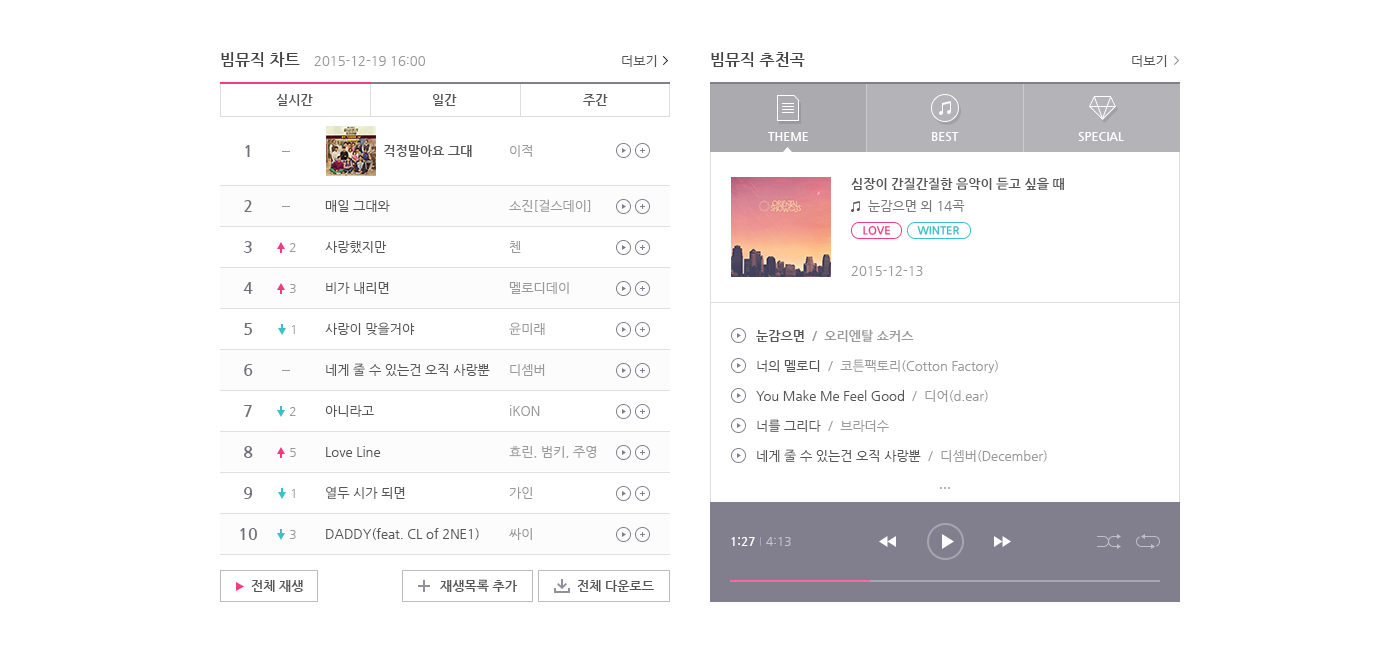 빔뮤직 차트 2015-12-19 16:00 더보기
실시간 일간 주간
1 걱정말아요 그대 이적
2 매일 그대와 소진[걸스데이]
3 2 사랑했지만 첸
4 3 비가 내리면 멜로디데이
5 1 사랑이 맞을거야 윤미래
6 네게 줄 수 있는건 오직 사랑뿐 디셈버
7 2 아니라고 iKON
8 5 Love Line 효린, 범키, 주영
9 1 열두 시가 되면 가인
10 3 DADDY(feat. CL of 2NE1) 싸이
전체 재생 재생목록 추가 전체 다운로드
빔뮤직 추천곡 더보기
THEME BEST SPECIAL
심장이 간질간질한 음악이 듣고 싶을 때
눈감으면 외 14곡
LOVE WINTER
2015-12-13
눈감으면 / 오리엔탈 쇼커스
너의 멜로디 / 코튼팩토리(Cotton Factory)
You Make Me Feel Good / 디어(d.ear)
너를 그리다 / 브라더수
네게 줄 수 있는건 오직 사랑뿐 / 디셈버(December)
...
1:27 | 4:13